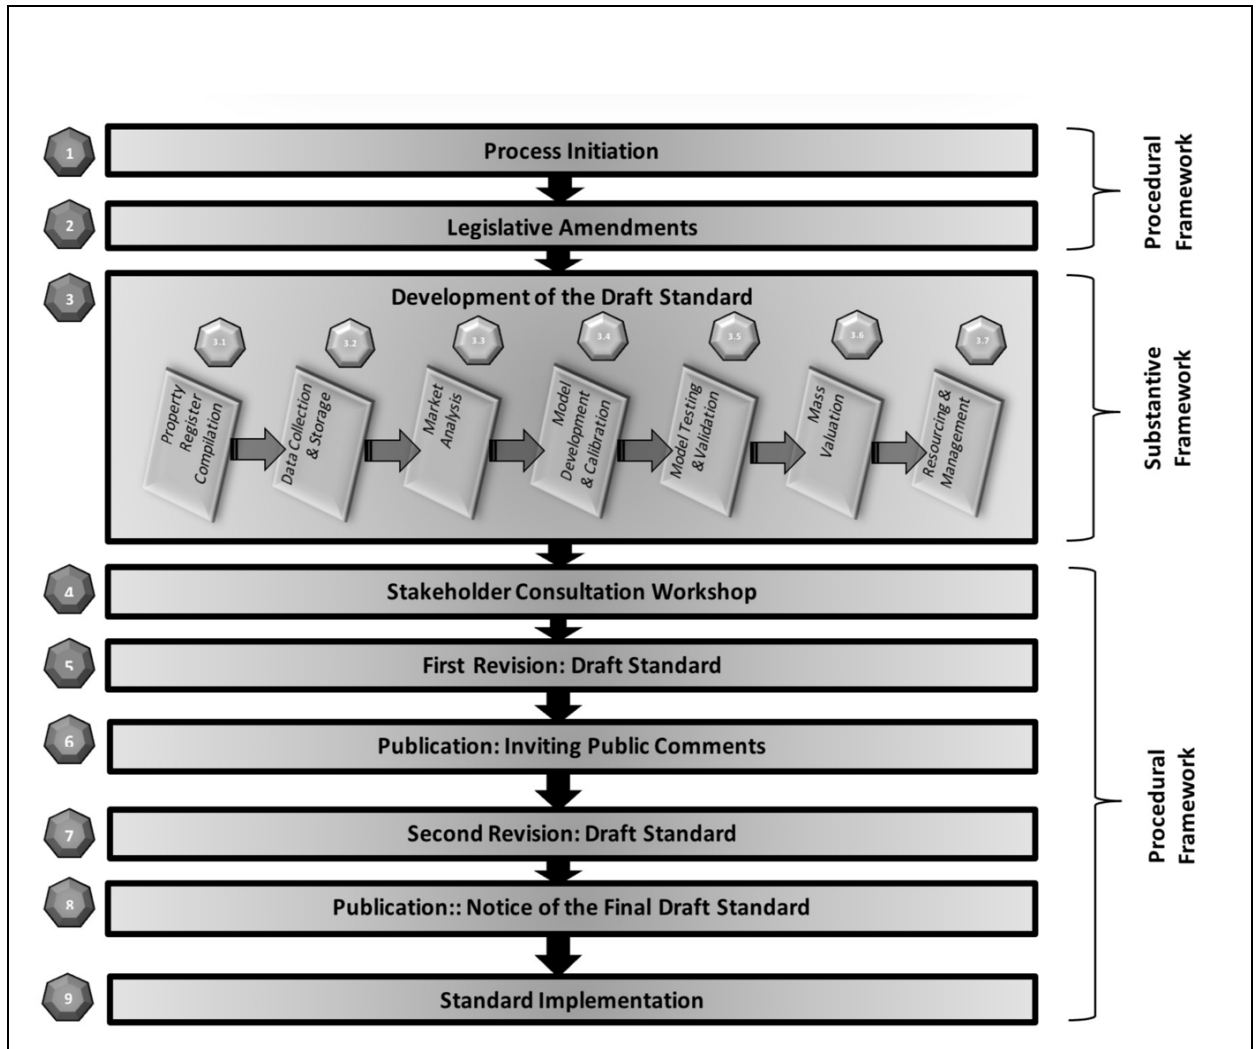 1
Process Initiation
2
Legislative Amendments
Procedural
Framework
3
Development of the Draft Standard
3.1
3.2
3.3
3.4
3.5
3.6
3.7
Property
Register
Compilation
Data Collection
& Storage
Market
Analysis
Model
Development
& Calibration
Model Testing
&Validation
Mass
Valuation
Resourcing &
Management
Substantive
Framework
4
Stakeholder Consultation Workshop
5
First Revision: Draft Standard
6
Publication: Inviting Public Comments
7
Second Revision: Draft Standard
8
Publication:: Notice of the Final Draft Standard
9
Standard Implementation
Procedural
Framework